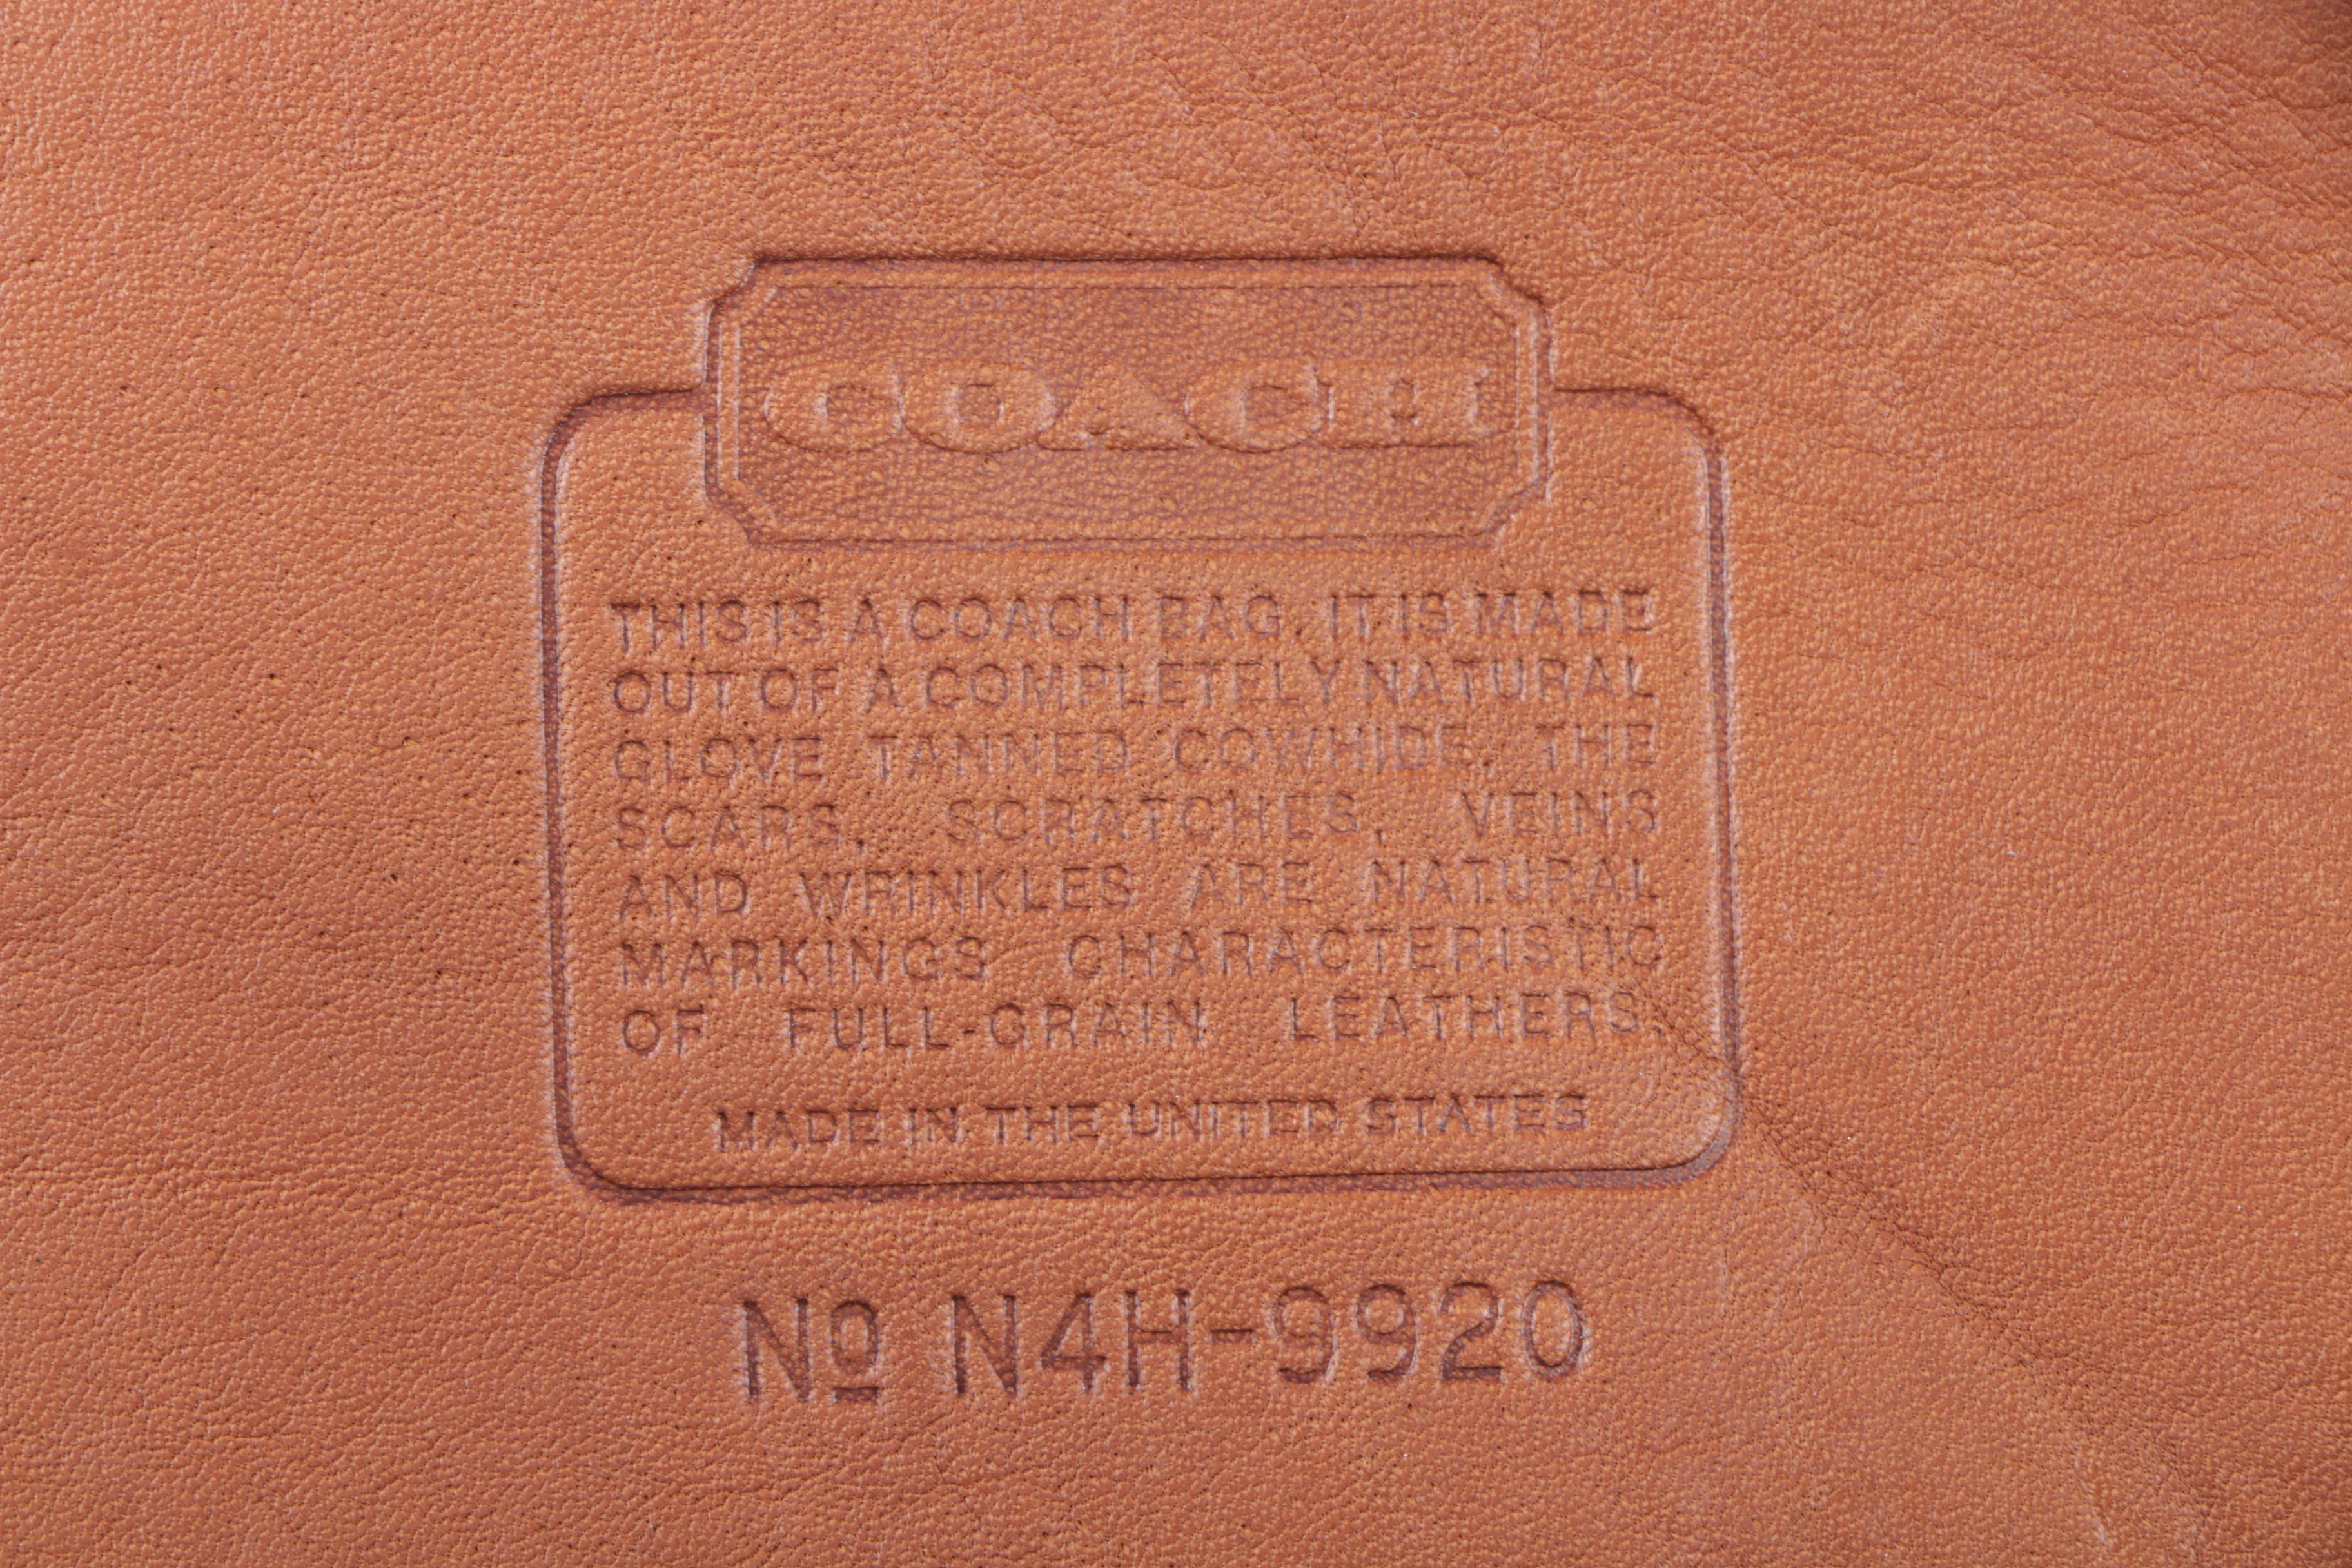 COACH
THIS IS A COACH BAG. IT IS MADE
OUT OF A COMPLETELY NATURAL
GLOVE TANNED COWHIDE. THE
SCARS, SCRATCHES, VEINS
AND WRINKLES ARE NATURAL
MARKINGS CHARACTERISTIC
OF FULL-GRAIN LEATHERS.
MADE IN THE UNITED STATES
Nº N4H-9920